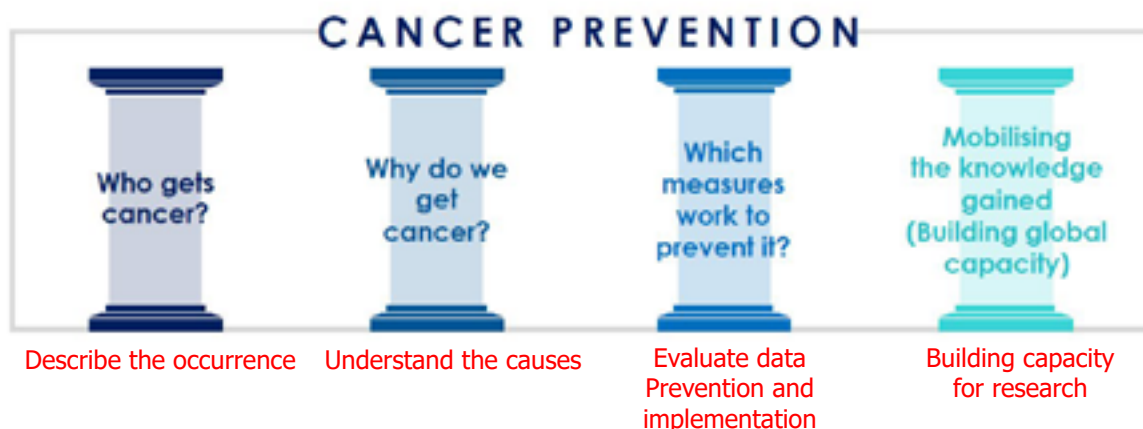 CANCER PREVENTION
Who gets
cancer?
Why do we
get
cancer?
Which
measures
work to
prevent it?
Mobilising
the knowledge
gained
(Building global
capacity)
Describe the occurrence
Understand the causes
Evaluate data
Prevention and
implementation
Building capacity
for research